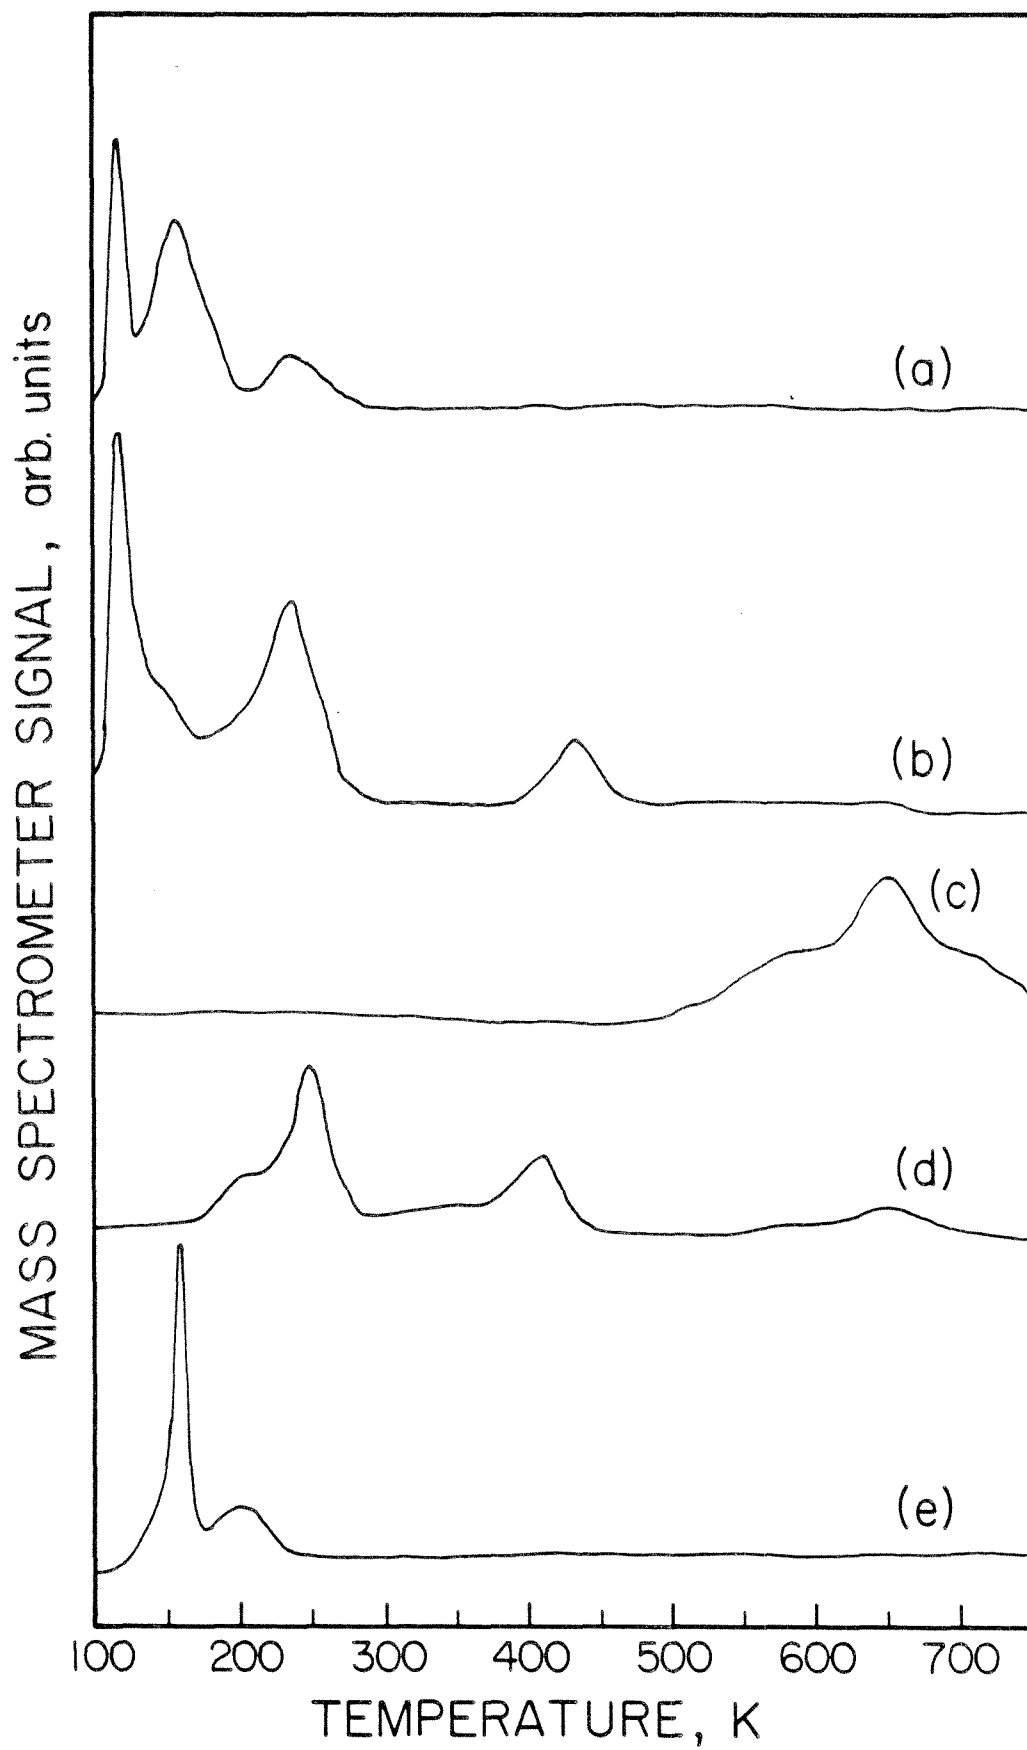 MASS SPECTROMETER SIGNAL, arb. units
(a)
(b)
(c)
(d)
(e)
100 200 300 400 500 600 700
TEMPERATURE, K